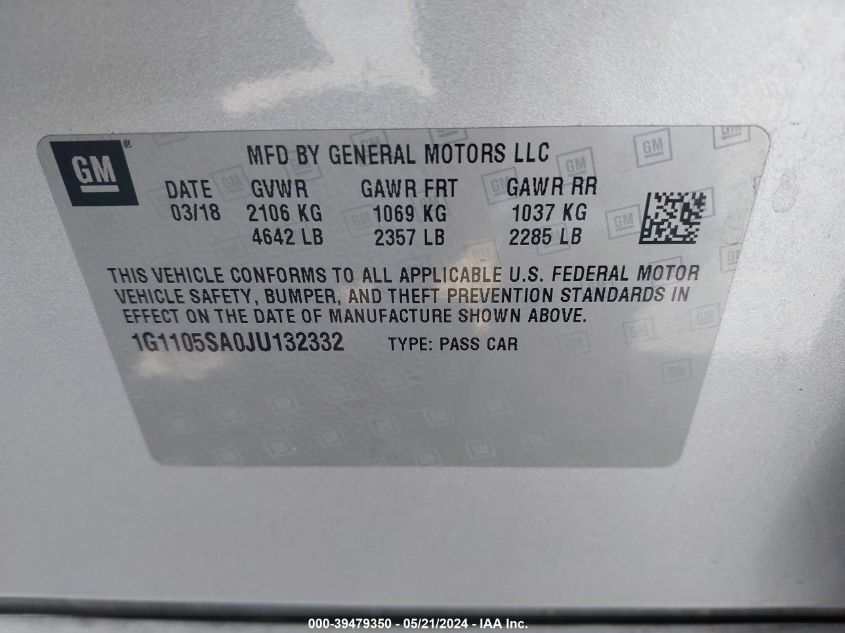 GM ®
MFD BY GENERAL MOTORS LLC
DATE GVWR GAWR FRT GAWR RR
03/18 2106 KG 1069 KG 1037 KG
4642 LB 2357 LB 2285 LB
THIS VEHICLE CONFORMS TO ALL APPLICABLE U.S. FEDERAL MOTOR
VEHICLE SAFETY, BUMPER, AND THEFT PREVENTION STANDARDS IN
EFFECT ON THE DATE OF MANUFACTURE SHOWN ABOVE.
1G1105SA0JU132332 TYPE: PASS CAR
000-39479350 - 05/21/2024 - IAA Inc.